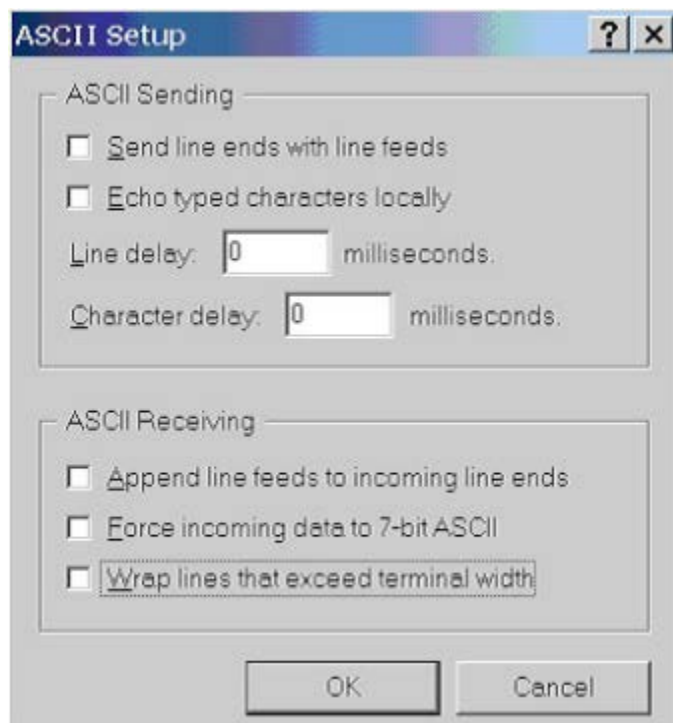 ASCII Setup
ASCII Sending
Send line ends with line feeds
Echo typed characters locally
Line delay: 0 milliseconds.
Character delay: 0 milliseconds.
ASCII Receiving
Append line feeds to incoming line ends
Force incoming data to 7-bit ASCII
Wrap lines that exceed terminal width
OK Cancel